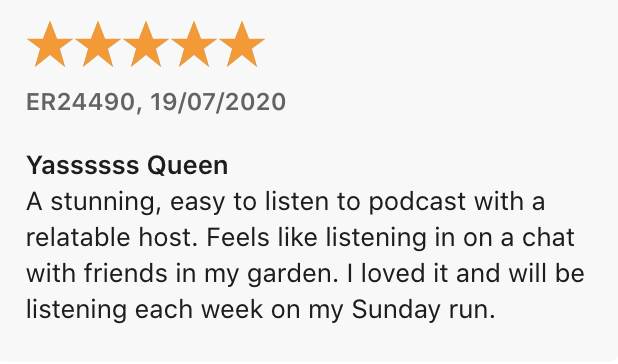 ER24490, 19/07/2020
Yassssss Queen
A stunning, easy to listen to podcast with a
relatable host. Feels like listening in on a chat
with friends in my garden. I loved it and will be
listening each week on my Sunday run.